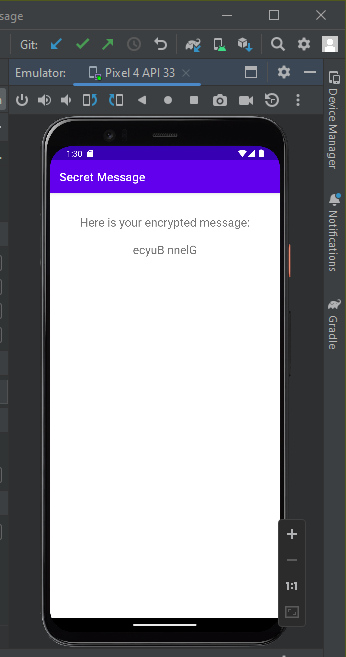 ssage
Git:
Emulator:
Pixel 4 API 33
1:30
Secret Message
Here is your encrypted message:
ecyuB nnelG
Device Manager
Notifications
Gradle
1:1